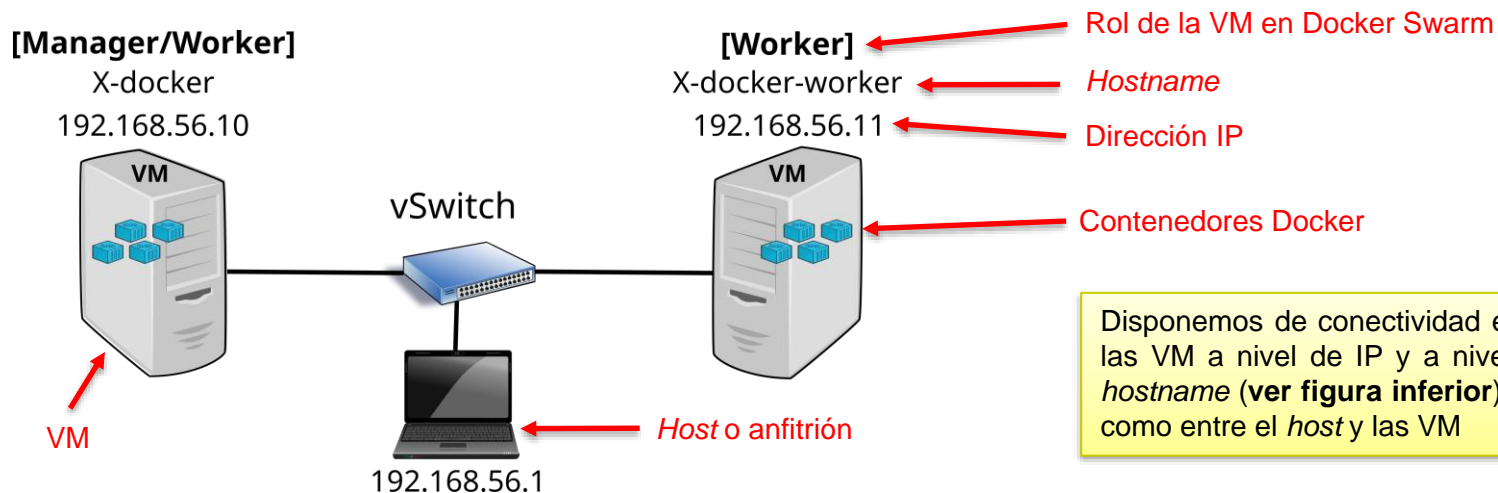 [Manager/Worker]
X-docker
192.168.56.10
VM
vSwitch
[Worker]
X-docker-worker
192.168.56.11
VM
Rol de la VM en Docker Swarm
Hostname
Dirección IP
Contenedores Docker
VM
Host o anfitrión
192.168.56.1
Disponemos de conectividad
las VM a nivel de IP y a
hostname (ver figura inferior)
como entre el host y las VM